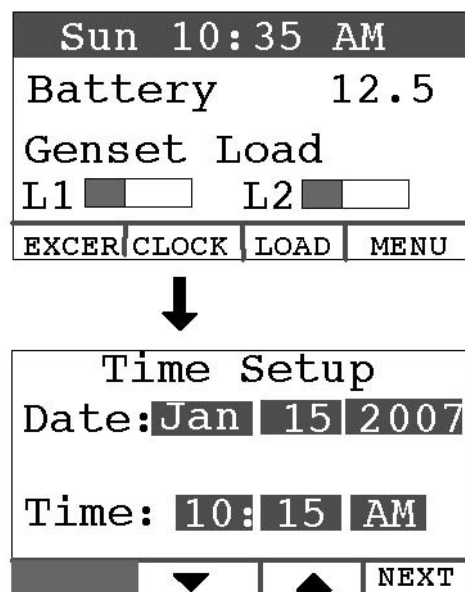 Sun 10:35 AM
Battery 12.5
Genset Load
L1 L2
EXCER CLOCK LOAD MENU
Time Setup
Date: Jan 15 2007
Time: 10: 15 AM
NEXT